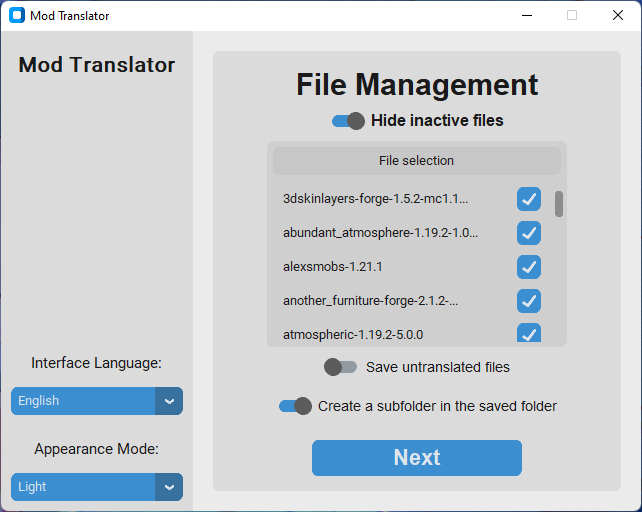 Mod Translator
Mod Translator
File Management
Hide inactive files
File selection
3dskinlayers-forge-1.5.2-mc1.1...
abundant_atmosphere-1.19.2-1.0...
alexsmobs-1.21.1
another_furniture-forge-2.1.2-...
atmospheric-1.19.2-5.0.0
Save untranslated files
Create a subfolder in the saved folder
Next
Interface Language:
English
Appearance Mode:
Light